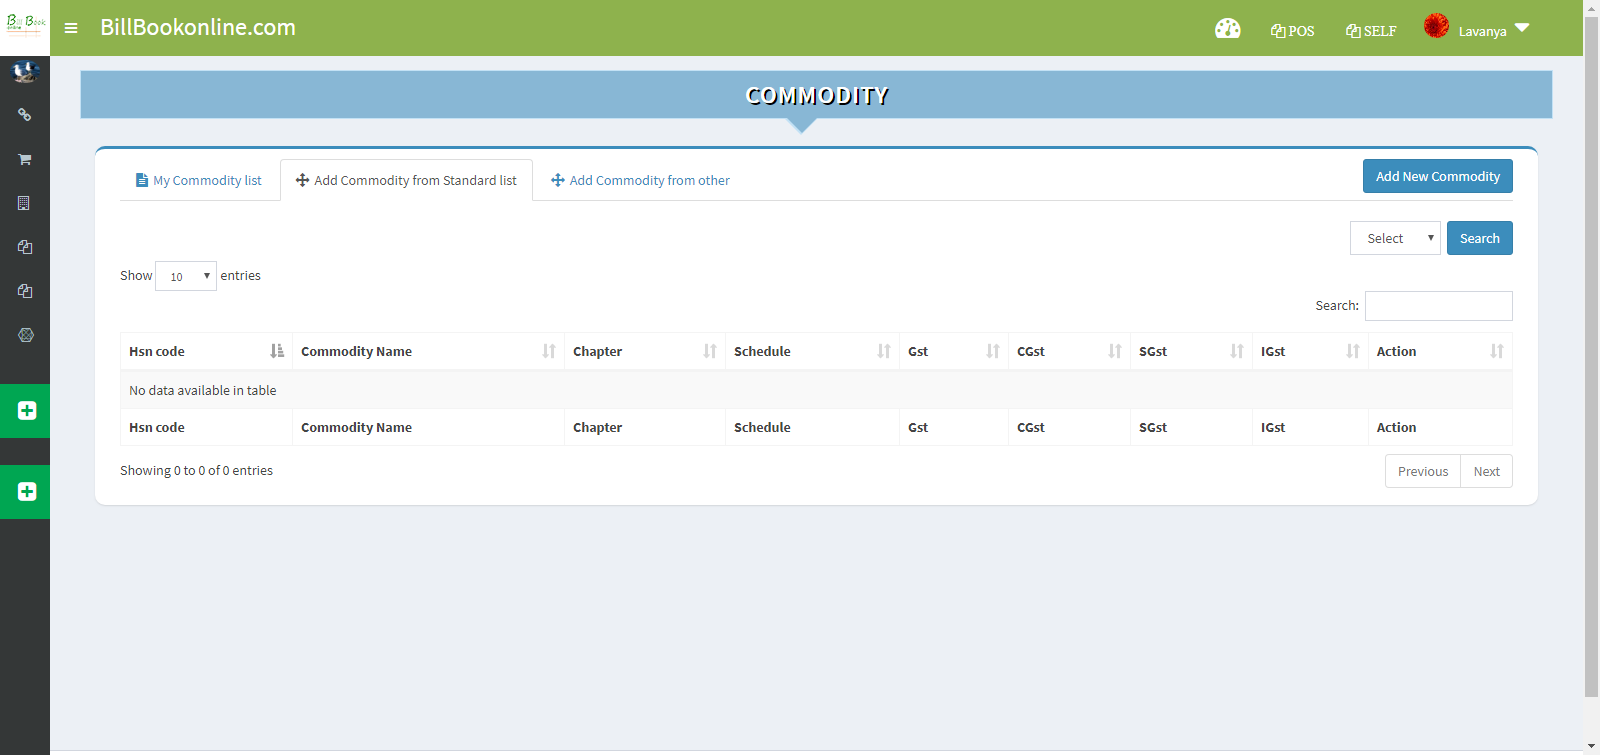 Bill Book
online
BillBookonline.com
POS
SELF
Lavanya
COMMODITY
My Commodity list
Add Commodity from Standard list
Add Commodity from other
Add New Commodity
Select
Search
Show 10 entries
Search:
Hsn code Commodity Name Chapter Schedule Gst CGst SGst IGst Action
No data available in table
Hsn code Commodity Name Chapter Schedule Gst CGst SGst IGst Action
Showing 0 to 0 of 0 entries
Previous Next